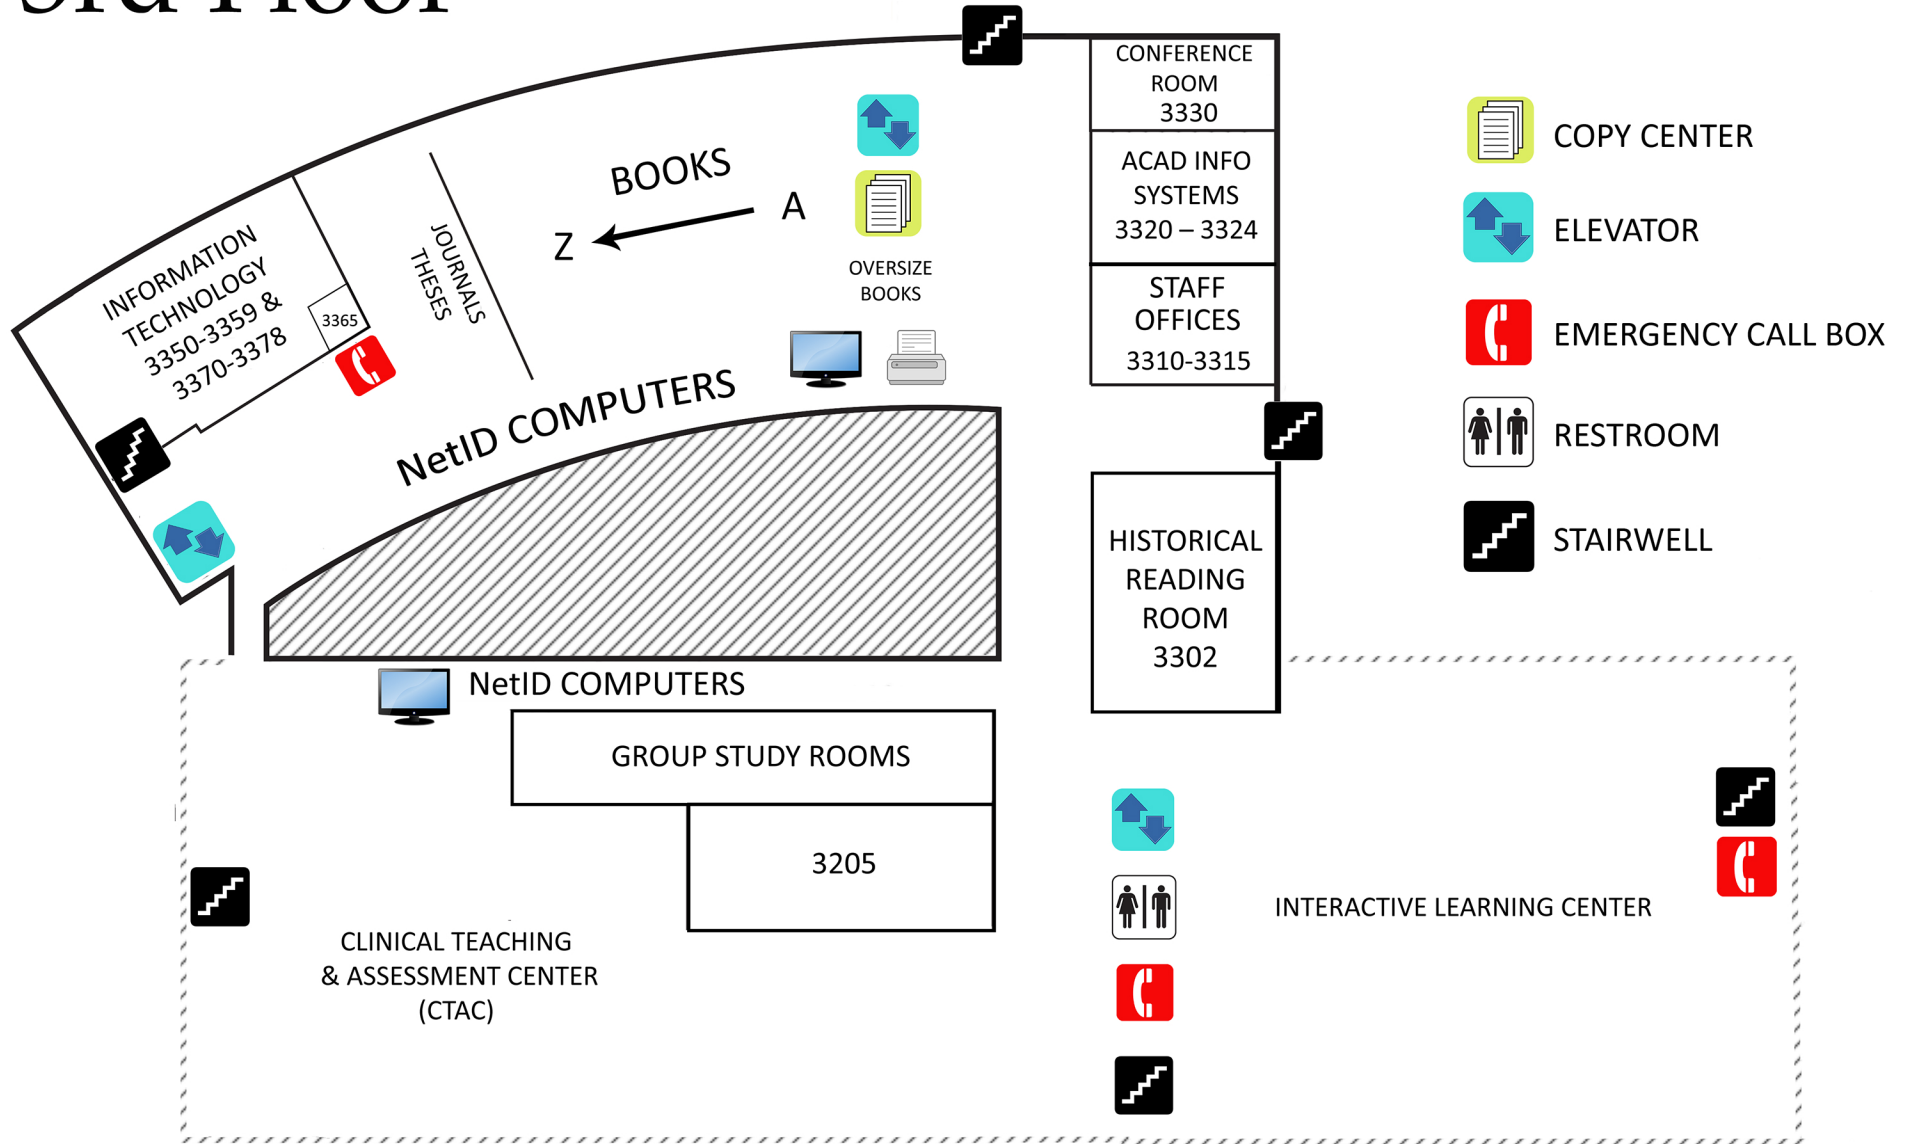 3rd Floor
CONFERENCE
ROOM
3330
ACAD INFO
SYSTEMS
3320 – 3324
STAFF
OFFICES
3310-3315
BOOKS
A
Z
OVERSIZE
BOOKS
JOURNALS
THESES
INFORMATION
TECHNOLOGY
3350-3359 &
3370-3378
3365
NetID COMPUTERS
HISTORICAL
READING
ROOM
3302
NetID COMPUTERS
GROUP STUDY ROOMS
3205
CLINICAL TEACHING
& ASSESSMENT CENTER
(CTAC)
INTERACTIVE LEARNING CENTER
COPY CENTER
ELEVATOR
EMERGENCY CALL BOX
RESTROOM
STAIRWELL